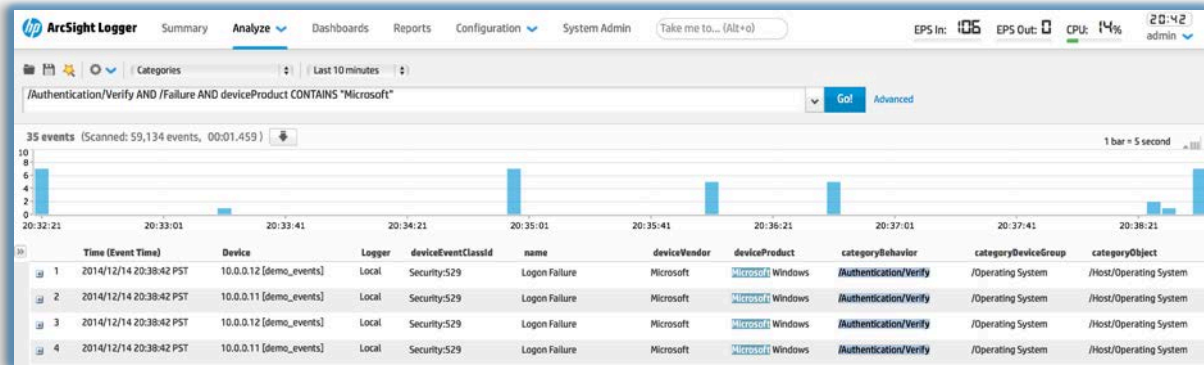 hp ArcSight Logger Summary Analyze Dashboards Reports Configuration System Admin Take me to... (Alt+o) EPS In: 106 EPS Out: 0 CPU: 14% 20:42
admin
Categories Last 10 minutes
/Authentication/Verify AND /Failure AND deviceProduct CONTAINS "Microsoft" Go! Advanced
35 events (Scanned: 59,134 events, 00:01.459 ) 1 bar = 5 second
10
8
6
4
2
0
20:32:21 20:33:01 20:33:41 20:34:21 20:35:01 20:35:41 20:36:21 20:37:01 20:37:41 20:38:21
Time (Event Time) Device Logger deviceEventClassId name deviceVendor deviceProduct categoryBehavior categoryDeviceGroup categoryObject
1 2014/12/14 20:38:42 PST 10.0.0.12 [demo_events] Local Security:529 Logon Failure Microsoft Microsoft Windows /Authentication/Verify /Operating System /Host/Operating System
2 2014/12/14 20:38:42 PST 10.0.0.11 [demo_events] Local Security:529 Logon Failure Microsoft Microsoft Windows /Authentication/Verify /Operating System /Host/Operating System
3 2014/12/14 20:38:42 PST 10.0.0.12 [demo_events] Local Security:529 Logon Failure Microsoft Microsoft Windows /Authentication/Verify /Operating System /Host/Operating System
4 2014/12/14 20:38:42 PST 10.0.0.11 [demo_events] Local Security:529 Logon Failure Microsoft Microsoft Windows /Authentication/Verify /Operating System /Host/Operating System